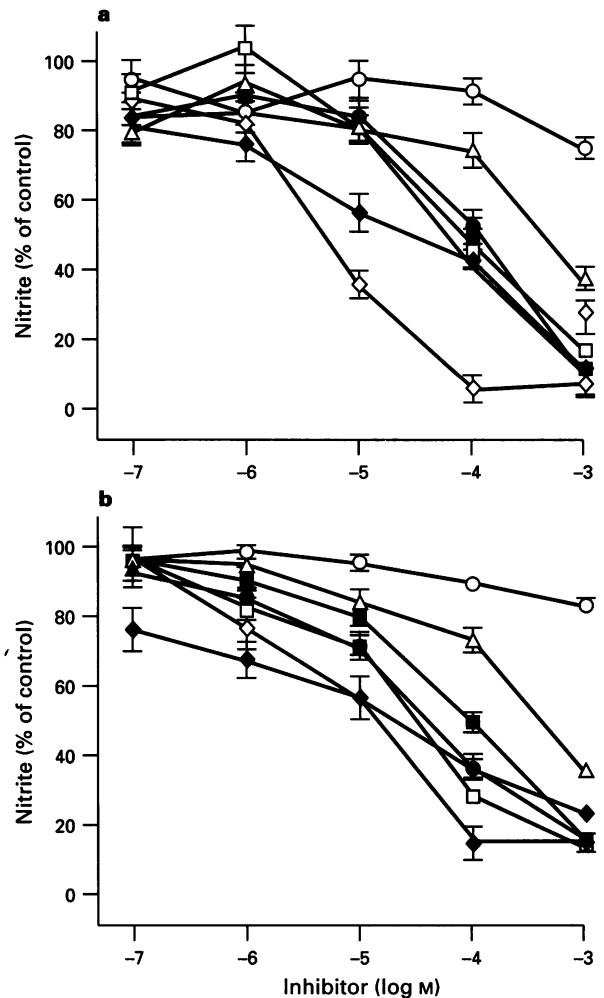 a
100
80
60
40
20
0
Nitrite (% of control)
–7 –6 –5 –4 –3
b
100
80
60
40
20
0
Nitrite (% of control)
–7 –6 –5 –4 –3
Inhibitor (log M)